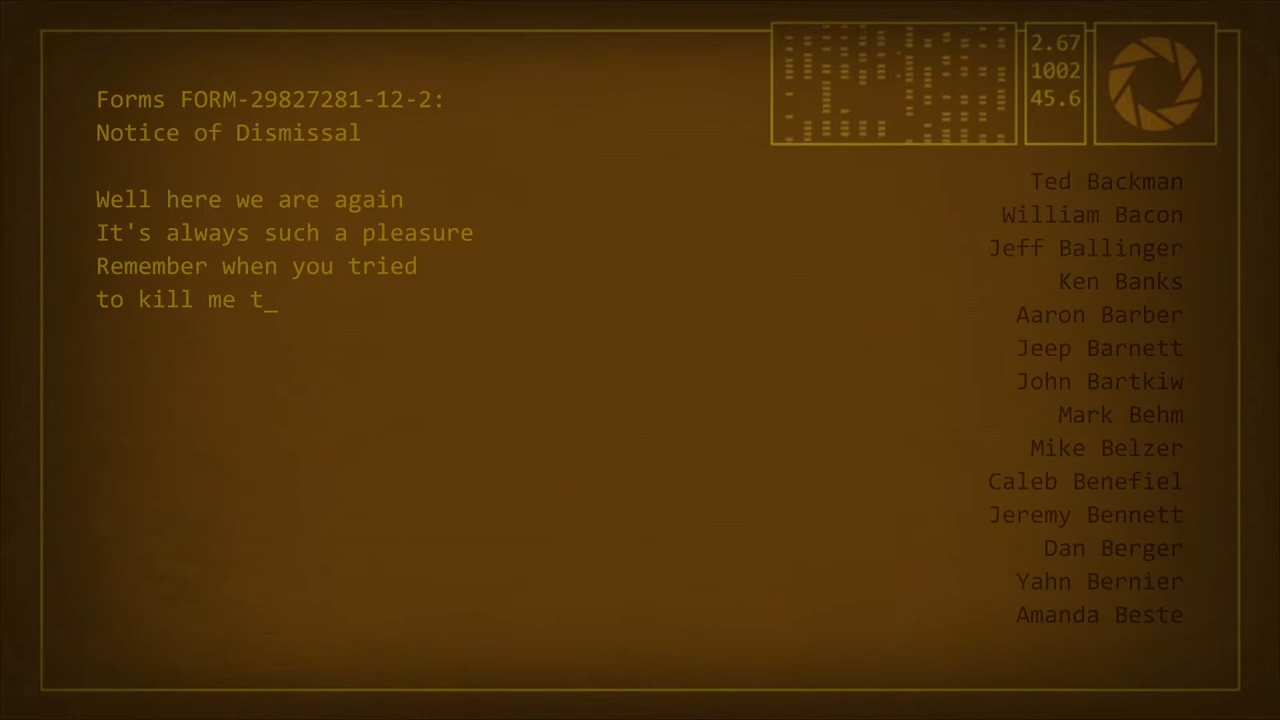 Forms FORM-29827281-12-2:
Notice of Dismissal
Well here we are again
It's always such a pleasure
Remember when you tried
to kill me t_
2.67
1002
45.6
Ted Backman
William Bacon
Jeff Ballinger
Ken Banks
Aaron Barber
Jeep Barnett
John Bartkiw
Mark Behm
Mike Belzer
Caleb Benefiel
Jeremy Bennett
Dan Berger
Yahn Bernier
Amanda Beste